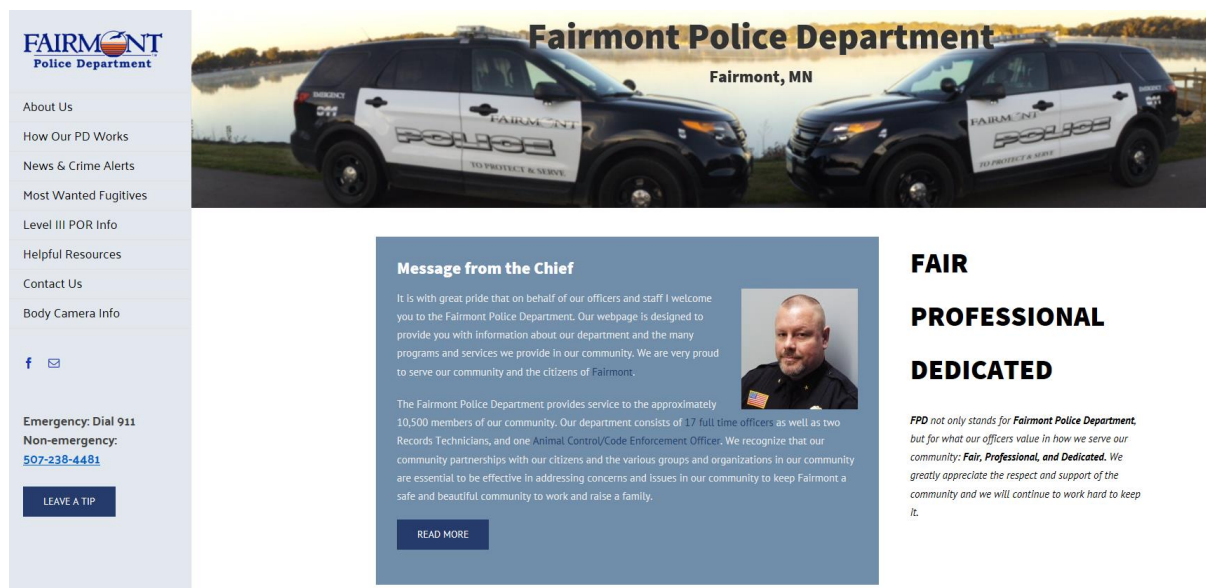 FAIRMONT
Police Department
About Us
How Our PD Works
News & Crime Alerts
Most Wanted Fugitives
Level III POR Info
Helpful Resources
Contact Us
Body Camera Info
Emergency: Dial 911
Non-emergency:
507-238-4481
LEAVE A TIP
Fairmont Police Department
Fairmont, MN
EMERGENCY
911
FAIRMONT
POLICE
TO PROTECT & SERVE
FAIRMONT
POLICE
TO PROTECT & SERVE
Message from the Chief
It is with great pride that on behalf of our officers and staff I welcome
you to the Fairmont Police Department. Our webpage is designed to
provide you with information about our department and the many
programs and services we provide in our community. We are very proud
to serve our community and the citizens of Fairmont.
The Fairmont Police Department provides service to the approximately
10,500 members of our community. Our department consists of 17 full time officers as well as two
Records Technicians, and one Animal Control/Code Enforcement Officer. We recognize that our
community partnerships with our citizens and the various groups and organizations in our community
are essential to be effective in addressing concerns and issues in our community to keep Fairmont a
safe and beautiful community to work and raise a family.
READ MORE
FAIR
PROFESSIONAL
DEDICATED
FPD not only stands for Fairmont Police Department,
but for what our officers value in how we serve our
community: Fair, Professional, and Dedicated. We
greatly appreciate the respect and support of the
community and we will continue to work hard to keep
it.